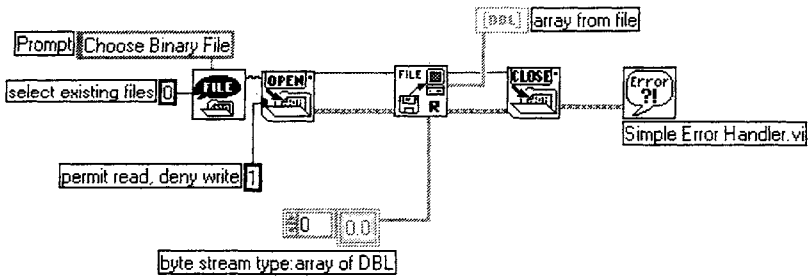 [DBL] array from file
Prompt Choose Binary File
select existing files 0
FILE
OPEN
FILE
R
CLOSE
Error
?!
Simple Error Handler.vi
permit read, deny write 1
0 0.0
byte stream type:array of DBL